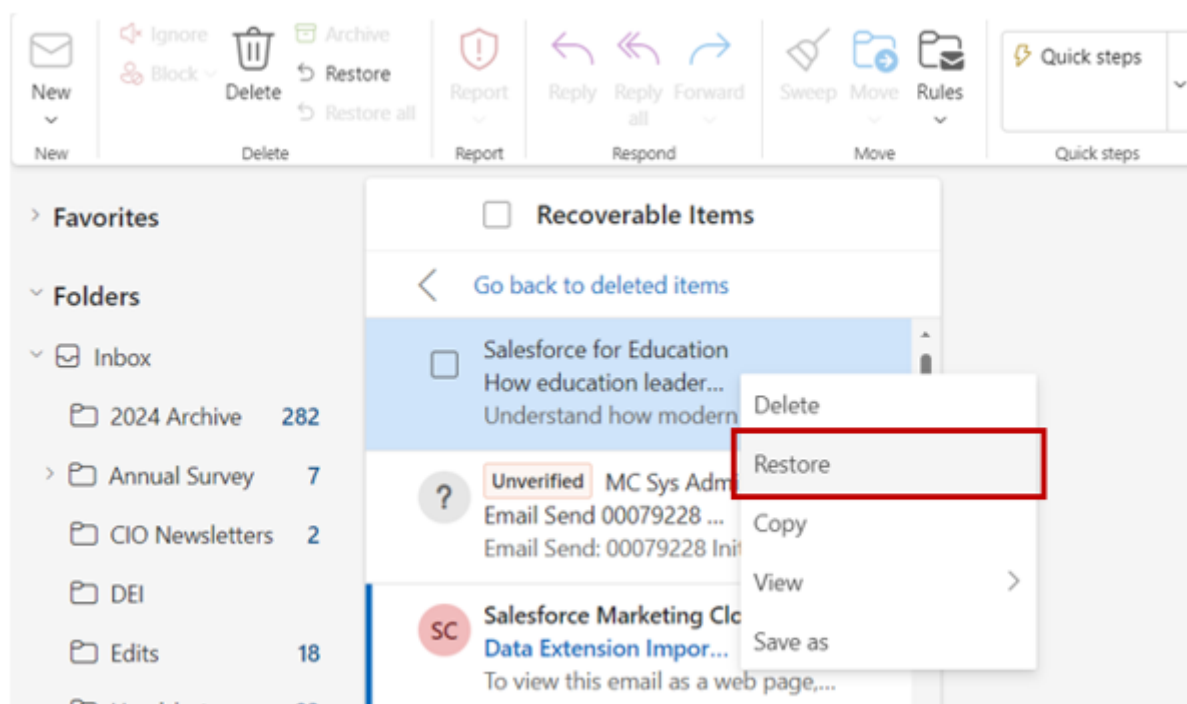 New
New
Ignore
Block
Delete
Archive
Restore
Restore all
Delete
Report
Report
Reply
Reply all
Forward
Respond
Sweep
Move
Rules
Move
Quick steps
Quick steps
Favorites
Folders
Inbox
2024 Archive 282
Annual Survey 7
CIO Newsletters 2
DEI
Edits 18
Recoverable Items
Go back to deleted items
Salesforce for Education
How education leader...
Understand how modern
?
Unverified MC Sys
Email Send 00079228 ...
Email Send: 00079228
SC
Salesforce Marketing
Data Extension Impor...
To view this email as a web page,...
Delete
Restore
Copy
View
Save as